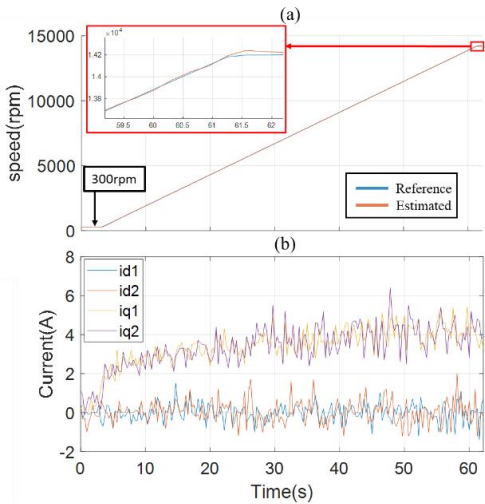 (a)
15000
10000
5000
0
speed(rpm)
×10⁴
1.42
1.4
1.38
59.5 60 60.5 61 61.5 62
300rpm
Reference
Estimated
(b)
8
6
4
2
0
-2
Current(A)
id1
id2
iq1
iq2
0 10 20 30 40 50 60
Time(s)